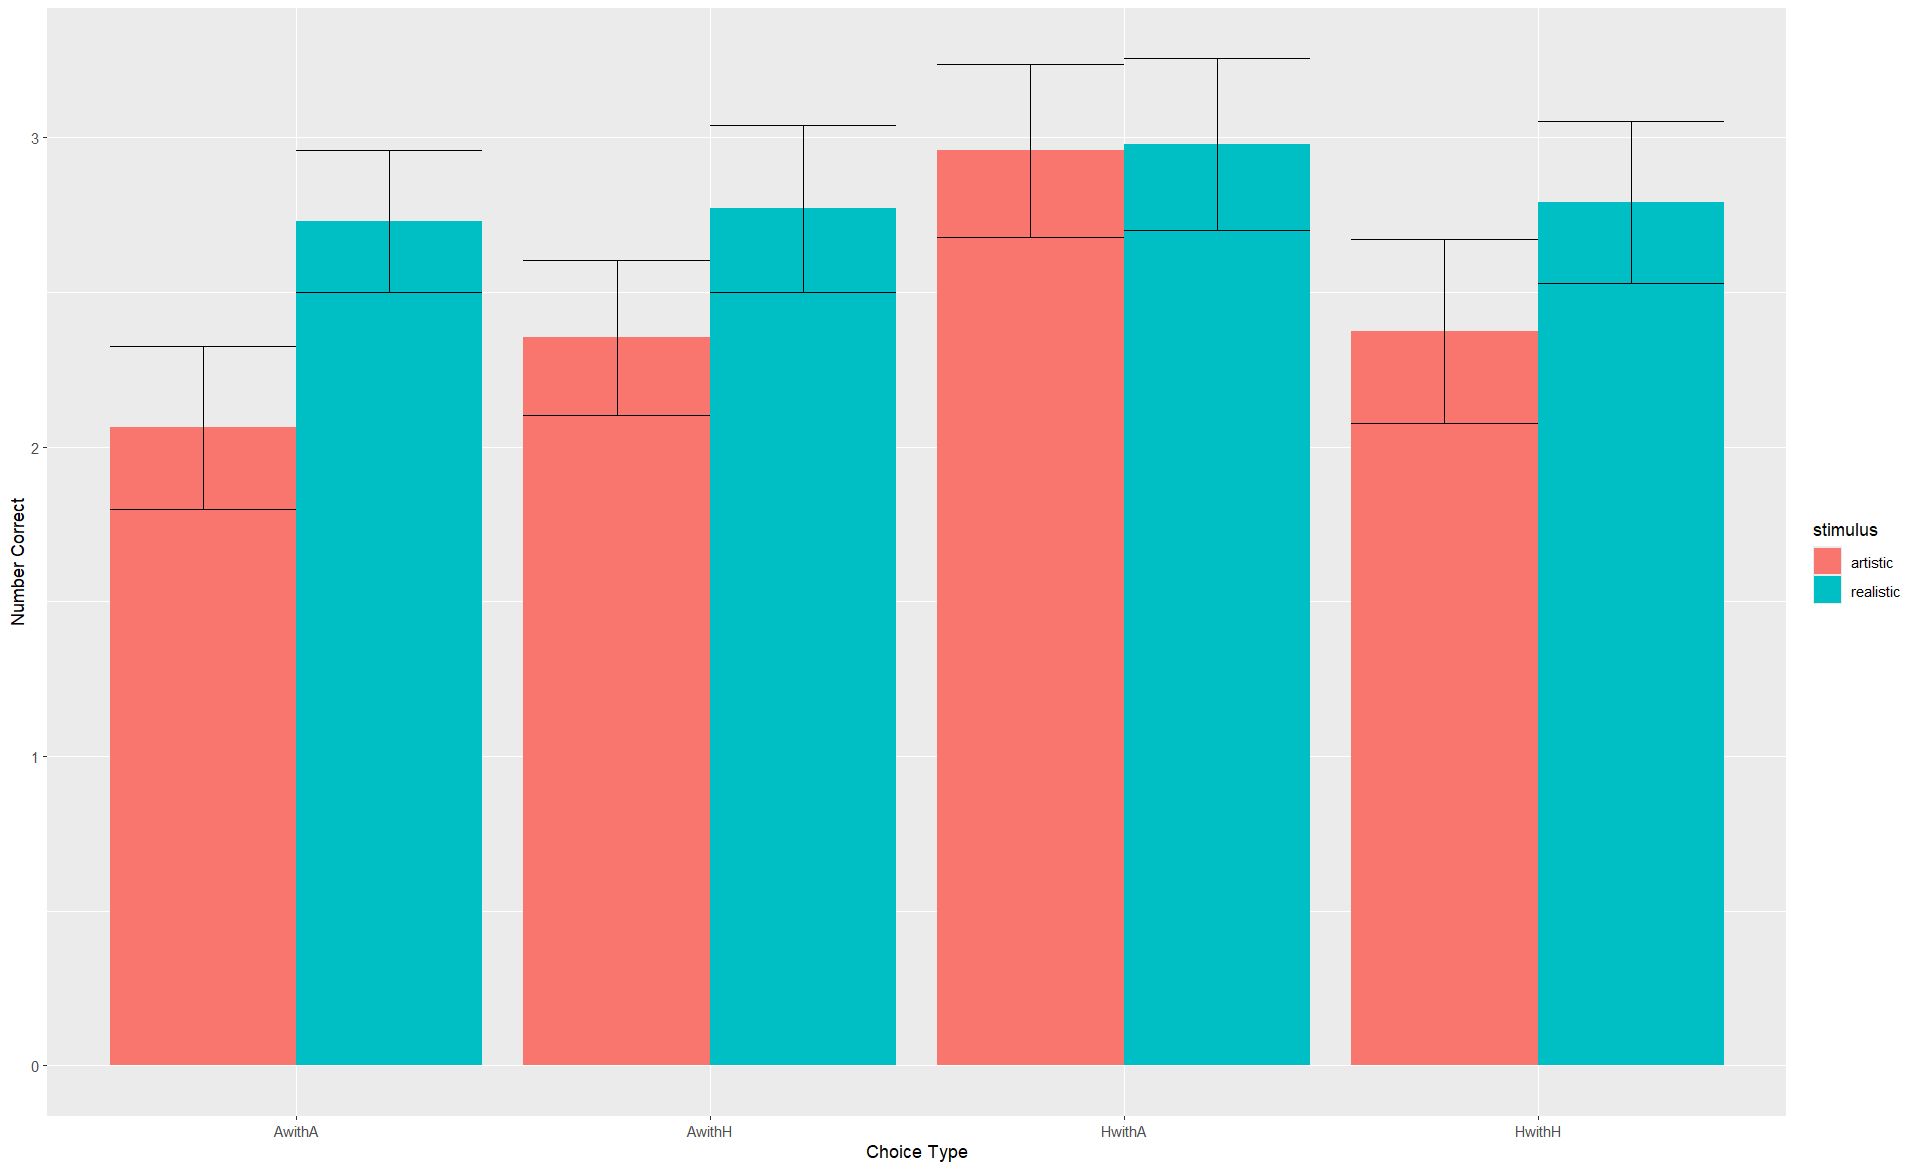 Number Correct
3
2
1
0
AwithA
AwithH
HwithA
HwithH
Choice Type
stimulus
artistic
realistic